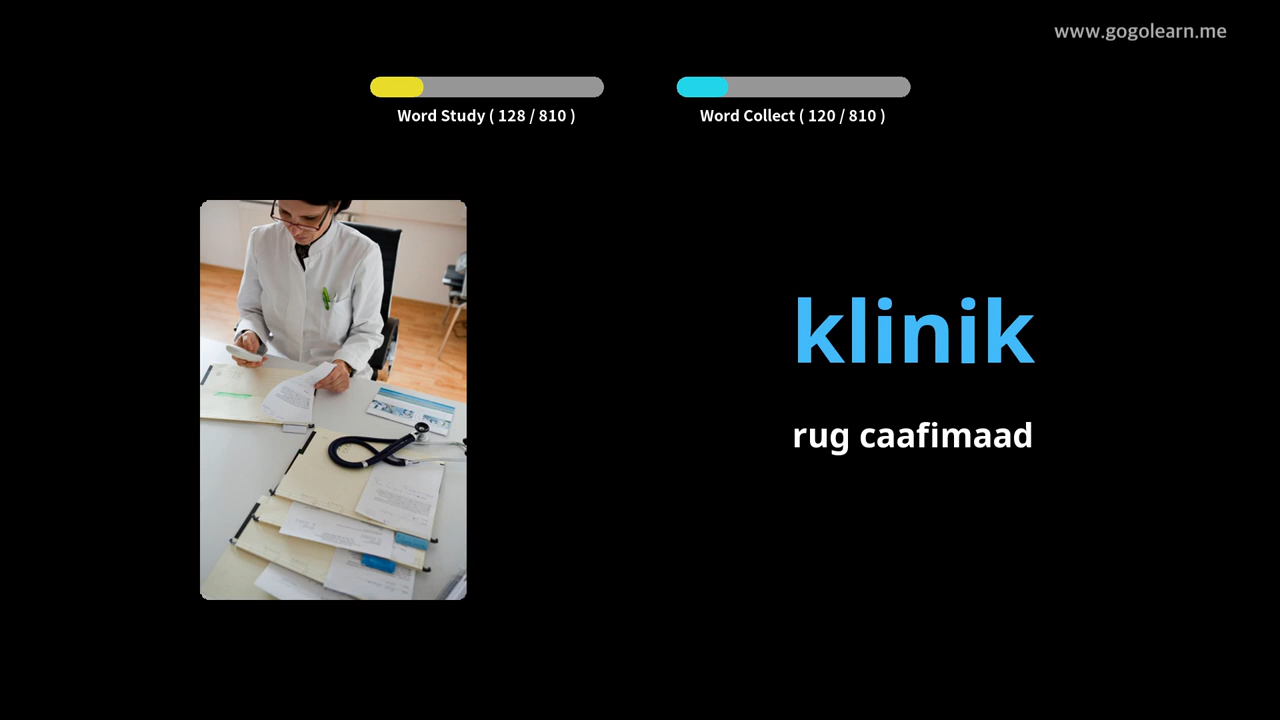 www.gogolearn.me
Word Study ( 128 / 810 )
Word Collect ( 120 / 810 )
klinik
rug caafimaad